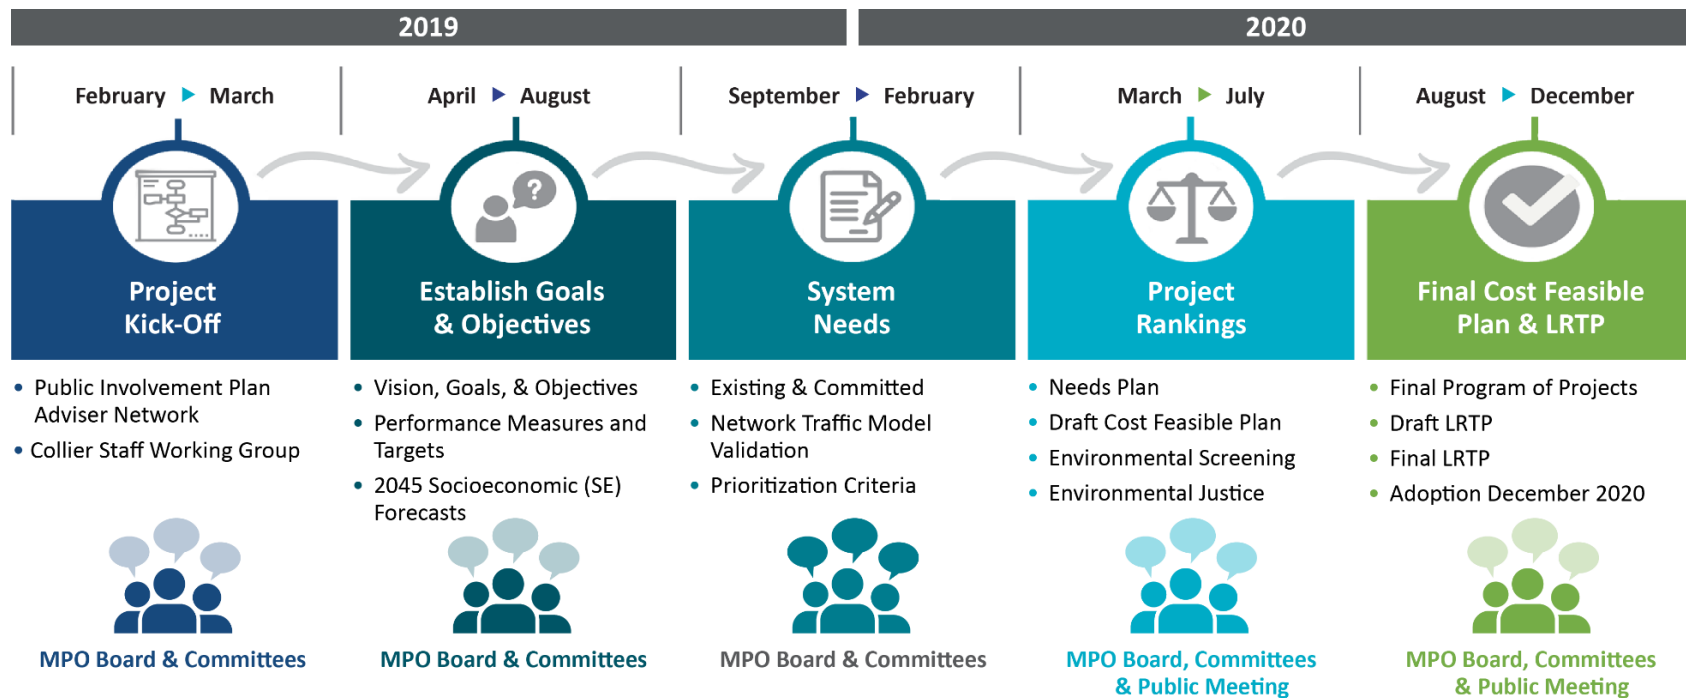 2019
2020
February ▶ March
April ▶ August
September ▶ February
March ▶ July
August ▶ December
?
Project
Kick-Off
Establish Goals
& Objectives
System
Needs
Project
Rankings
Final Cost Feasible
Plan & LRTP
• Public Involvement Plan
Adviser Network
• Collier Staff Working Group
• Vision, Goals, & Objectives
• Performance Measures and
Targets
• 2045 Socioeconomic (SE)
Forecasts
• Existing & Committed
• Network Traffic Model
Validation
• Prioritization Criteria
• Needs Plan
• Draft Cost Feasible Plan
• Environmental Screening
• Environmental Justice
• Final Program of Projects
• Draft LRTP
• Final LRTP
• Adoption December 2020
MPO Board & Committees
MPO Board & Committees
MPO Board & Committees
MPO Board, Committees
& Public Meeting
MPO Board, Committees
& Public Meeting